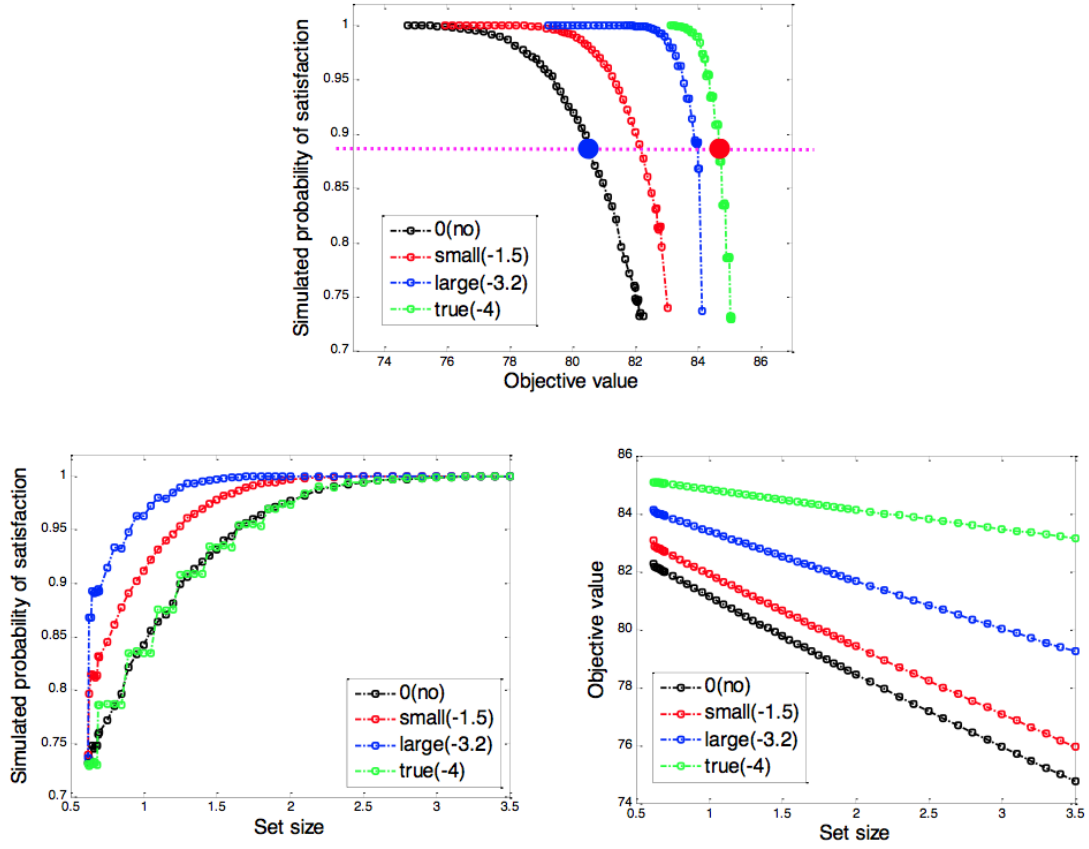 Simulated probability of satisfaction
1
0.95
0.9
0.85
0.8
0.75
0.7
0(no)
small(-1.5)
large(-3.2)
true(-4)
74
76
78
80
82
84
86
Objective value
Simulated probability of satisfaction
1
0.95
0.9
0.85
0.8
0.75
0.7
0(no)
small(-1.5)
large(-3.2)
true(-4)
0.5
1
1.5
2
2.5
3
3.5
Set size
Objective value
86
84
82
80
78
76
74
0(no)
small(-1.5)
large(-3.2)
true(-4)
0.5
1
1.5
2
2.5
3
3.5
Set size